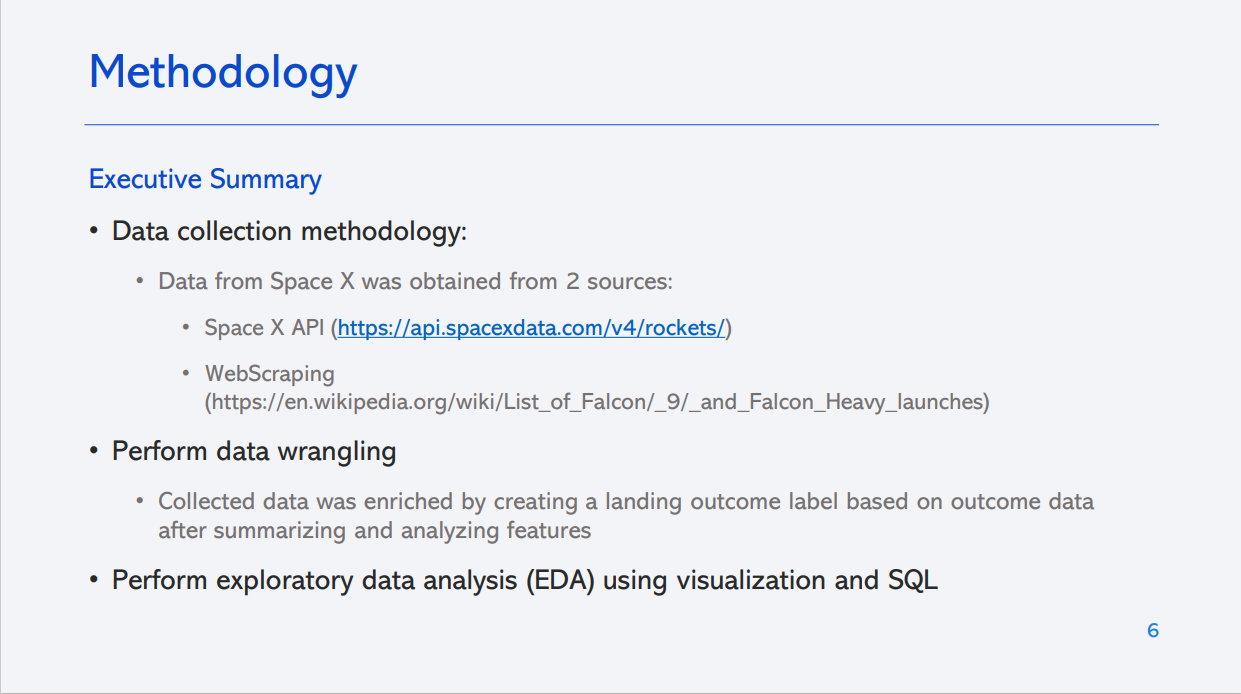 Methodology
Executive Summary
• Data collection methodology:
• Data from Space X was obtained from 2 sources:
• Space X API (https://api.spacexdata.com/v4/rockets/)
• WebScraping
(https://en.wikipedia.org/wiki/List_of_Falcon/_9/_and_Falcon_Heavy_launches)
• Perform data wrangling
• Collected data was enriched by creating a landing outcome label based on outcome data
after summarizing and analyzing features
• Perform exploratory data analysis (EDA) using visualization and SQL
6